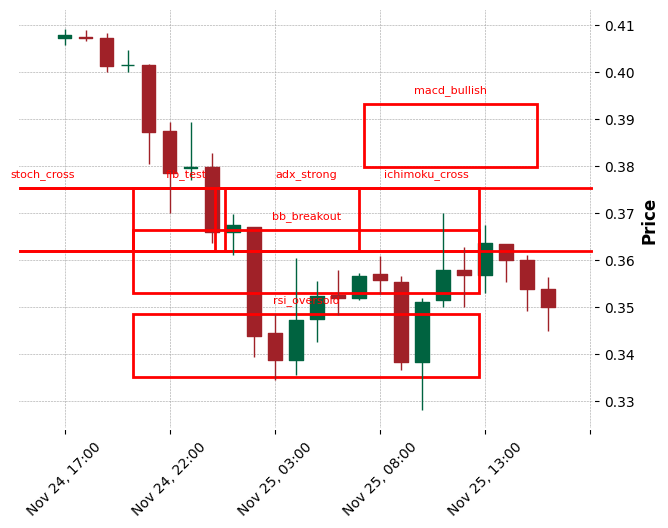 0.41
0.40
macd_bullish
0.39
0.38
stoch_cross
fib_test
adx_strong
ichimoku_cross
0.37
bb_breakout
Price
0.36
rsi_oversold
0.35
0.34
0.33
Nov 24, 17:00
Nov 24, 22:00
Nov 25, 03:00
Nov 25, 08:00
Nov 25, 13:00